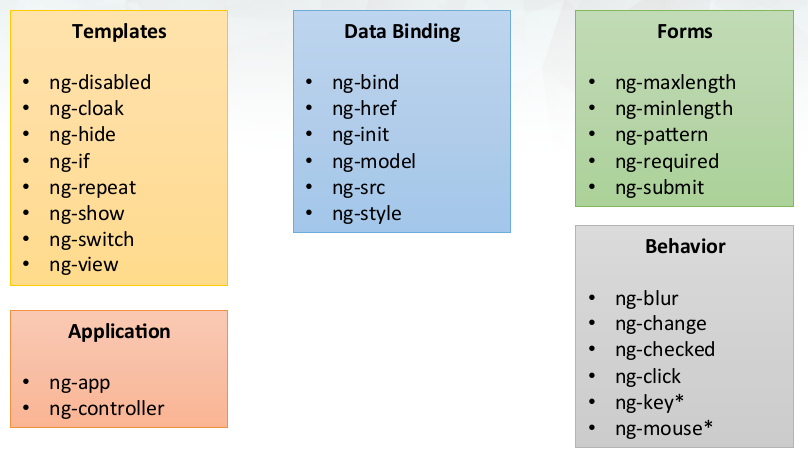 Templates
• ng-disabled
• ng-cloak
• ng-hide
• ng-if
• ng-repeat
• ng-show
• ng-switch
• ng-view
Application
• ng-app
• ng-controller
Data Binding
• ng-bind
• ng-href
• ng-init
• ng-model
• ng-src
• ng-style
Forms
• ng-maxlength
• ng-minlength
• ng-pattern
• ng-required
• ng-submit
Behavior
• ng-blur
• ng-change
• ng-checked
• ng-click
• ng-key*
• ng-mouse*